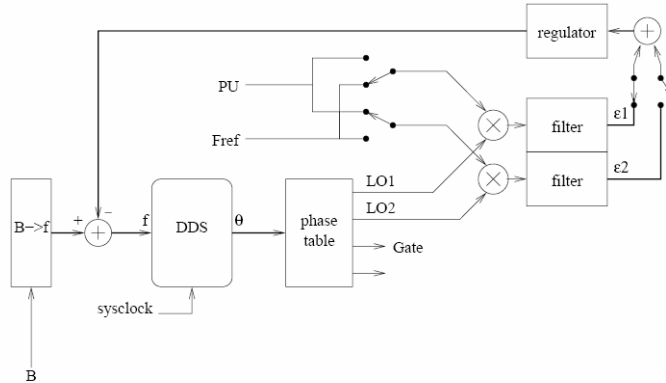 regulator
+
PU
Fref
×
filter
ε1
×
filter
ε2
LO1
LO2
phase
table
Gate
B->f
+
−
+
f
DDS
θ
sysclock
B